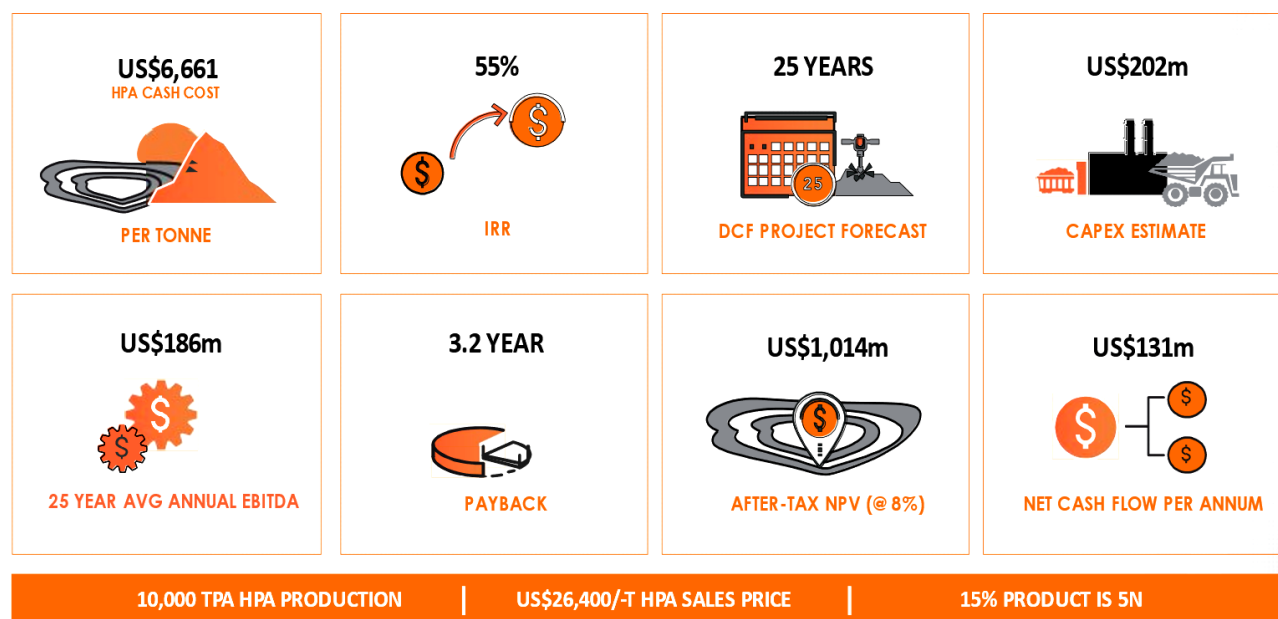 US$6,661
HPA CASH COST
PER TONNE
55%
$
$
IRR
25 YEARS
25
DCF PROJECT FORECAST
US$202m
CAPEX ESTIMATE
US$186m
$
$
25 YEAR AVG ANNUAL EBITDA
3.2 YEAR
PAYBACK
US$1,014m
$
AFTER-TAX NPV (@ 8%)
US$131m
$
$
$
NET CASH FLOW PER ANNUM
10,000 TPA HPA PRODUCTION | US$26,400/-T HPA SALES PRICE | 15% PRODUCT IS 5N